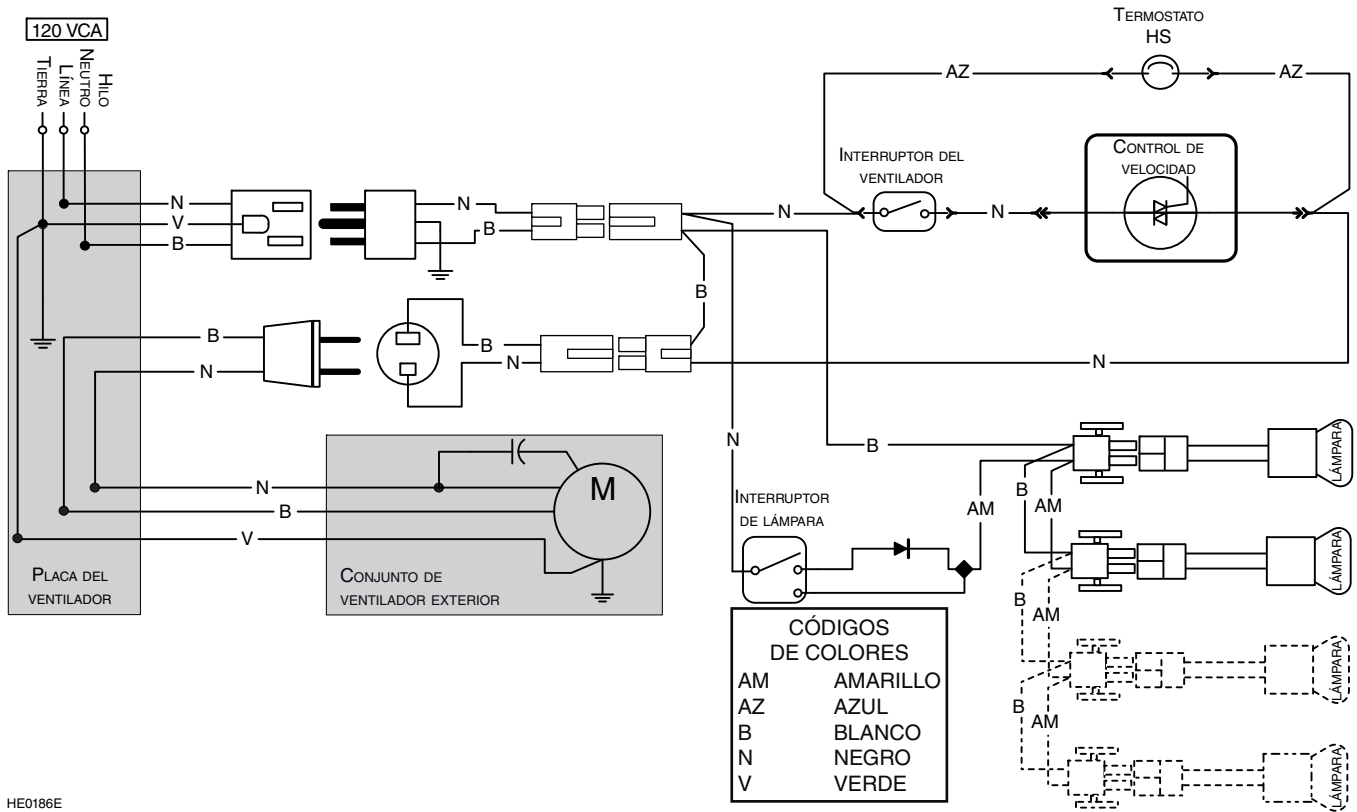 120 VCA
TIERRA
LÍNEA
NEUTRO
HILO
TERMOSTATO
HS
AZ
AZ
INTERRUPTOR DEL
VENTILADOR
CONTROL DE
VELOCIDAD
N
V
B
N
B
N
N
B
B
N
B
N
N
B
N
INTERRUPTOR
DE LÁMPARA
AM
B
AM
LÁMPARA
N
B
V
M
PLACA DEL
VENTILADOR
CONJUNTO DE
VENTILADOR EXTERIOR
LÁMPARA
B
AM
LÁMPARA
B
AM
LÁMPARA
CÓDIGOS
DE COLORES
AM AMARILLO
AZ AZUL
B BLANCO
N NEGRO
V VERDE
HE0186E